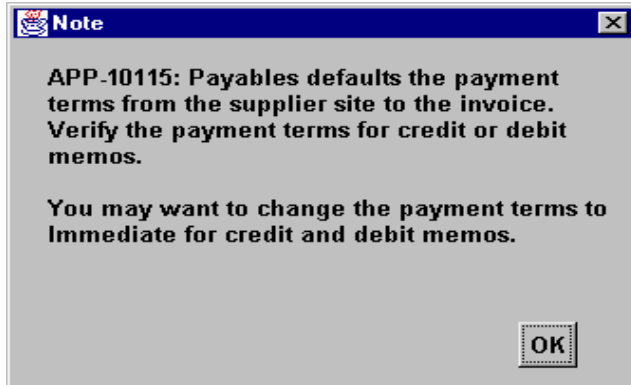 Note
APP-10115: Payables defaults the payment
terms from the supplier site to the invoice.
Verify the payment terms for credit or debit
memos.
You may want to change the payment terms to
Immediate for credit and debit memos.
OK